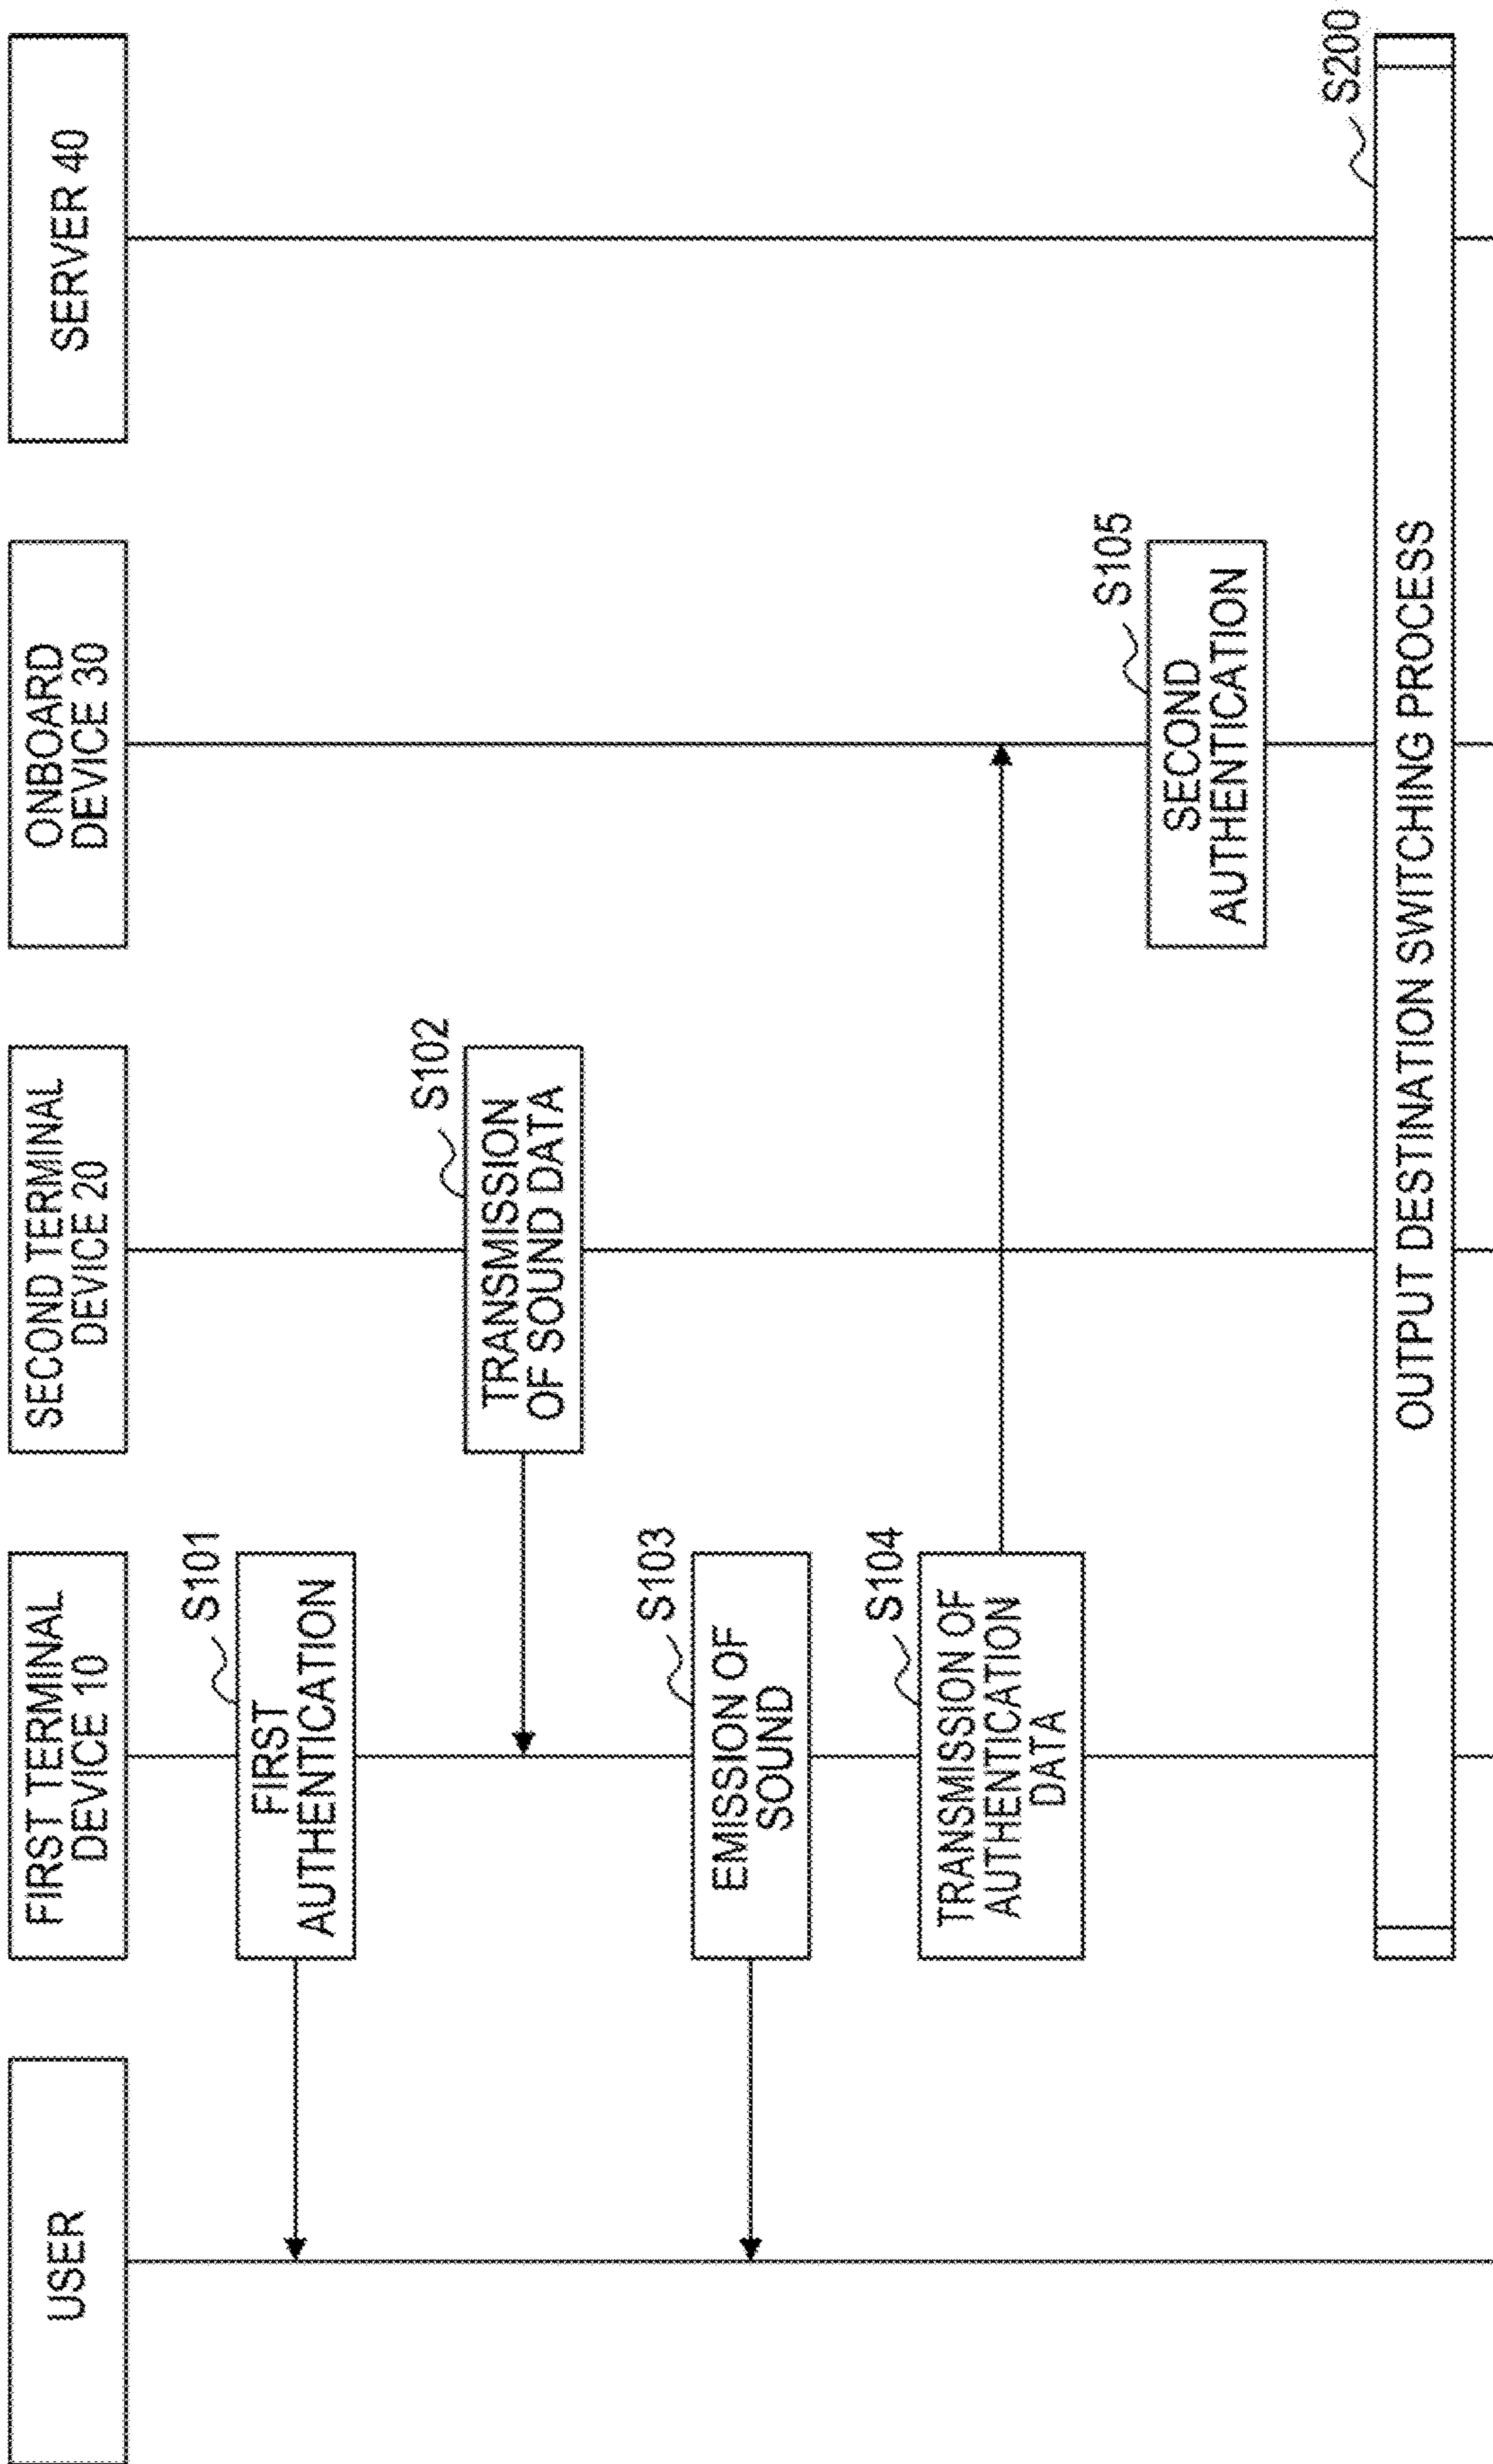 USER
FIRST TERMINAL
DEVICE 10
SECOND TERMINAL
DEVICE 20
ONBOARD
DEVICE 30
SERVER 40
S101
FIRST
AUTHENTICATION
S102
TRANSMISSION
OF SOUND DATA
S103
EMISSION OF
SOUND
S104
TRANSMISSION OF
AUTHENTICATION
DATA
S105
SECOND
AUTHENTICATION
S200
OUTPUT DESTINATION SWITCHING PROCESS